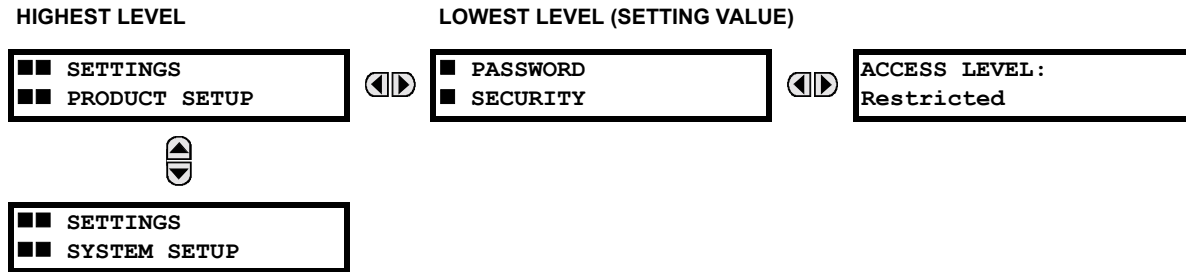 HIGHEST LEVEL
LOWEST LEVEL (SETTING VALUE)
■■ SETTINGS
■■ PRODUCT SETUP
■ PASSWORD
■ SECURITY
ACCESS LEVEL:
Restricted
■■ SETTINGS
■■ SYSTEM SETUP